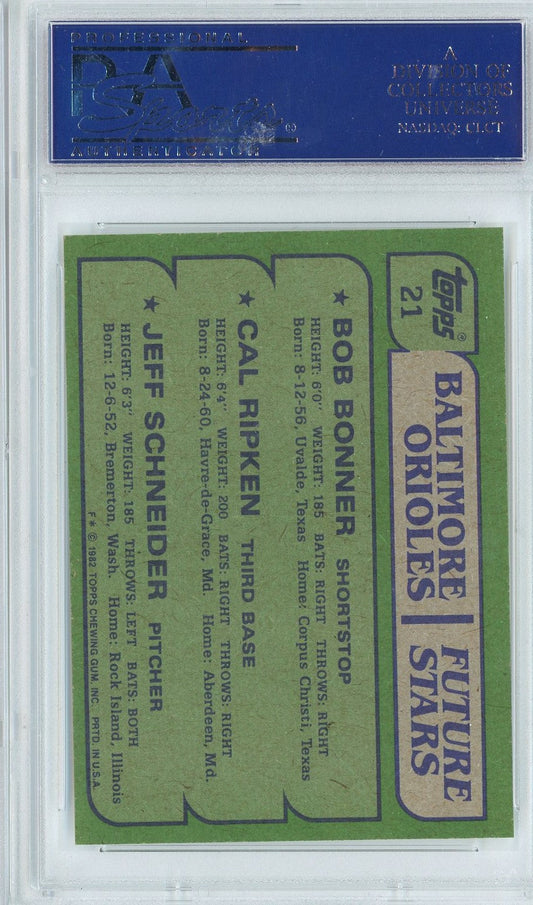 PROFESSIONAL
PSA
AUTHENTICATOR
A
DIVISION OF
COLLECTORS
UNIVERSE
NASDAQ: CLCT
topps®
21
BALTIMORE
ORIOLES
FUTURE
STARS
★ BOB BONNER SHORTSTOP
HEIGHT: 6'0" WEIGHT: 185 BATS: RIGHT THROWS: RIGHT
Born: 8-12-56, Uvalde, Texas Home: Corpus Christi, Texas
★ CAL RIPKEN THIRD BASE
HEIGHT: 6'4" WEIGHT: 200 BATS: RIGHT THROWS: RIGHT
Born: 8-24-60, Havre-de-Grace, Md. Home: Aberdeen, Md.
★ JEFF SCHNEIDER PITCHER
HEIGHT: 6'3" WEIGHT: 185 THROWS: LEFT BATS: BOTH
Born: 12-6-52, Bremerton, Wash. Home: Rock Island, Illinois
F* © 1982 TOPPS CHEWING GUM, INC. PRTD. IN U.S.A.